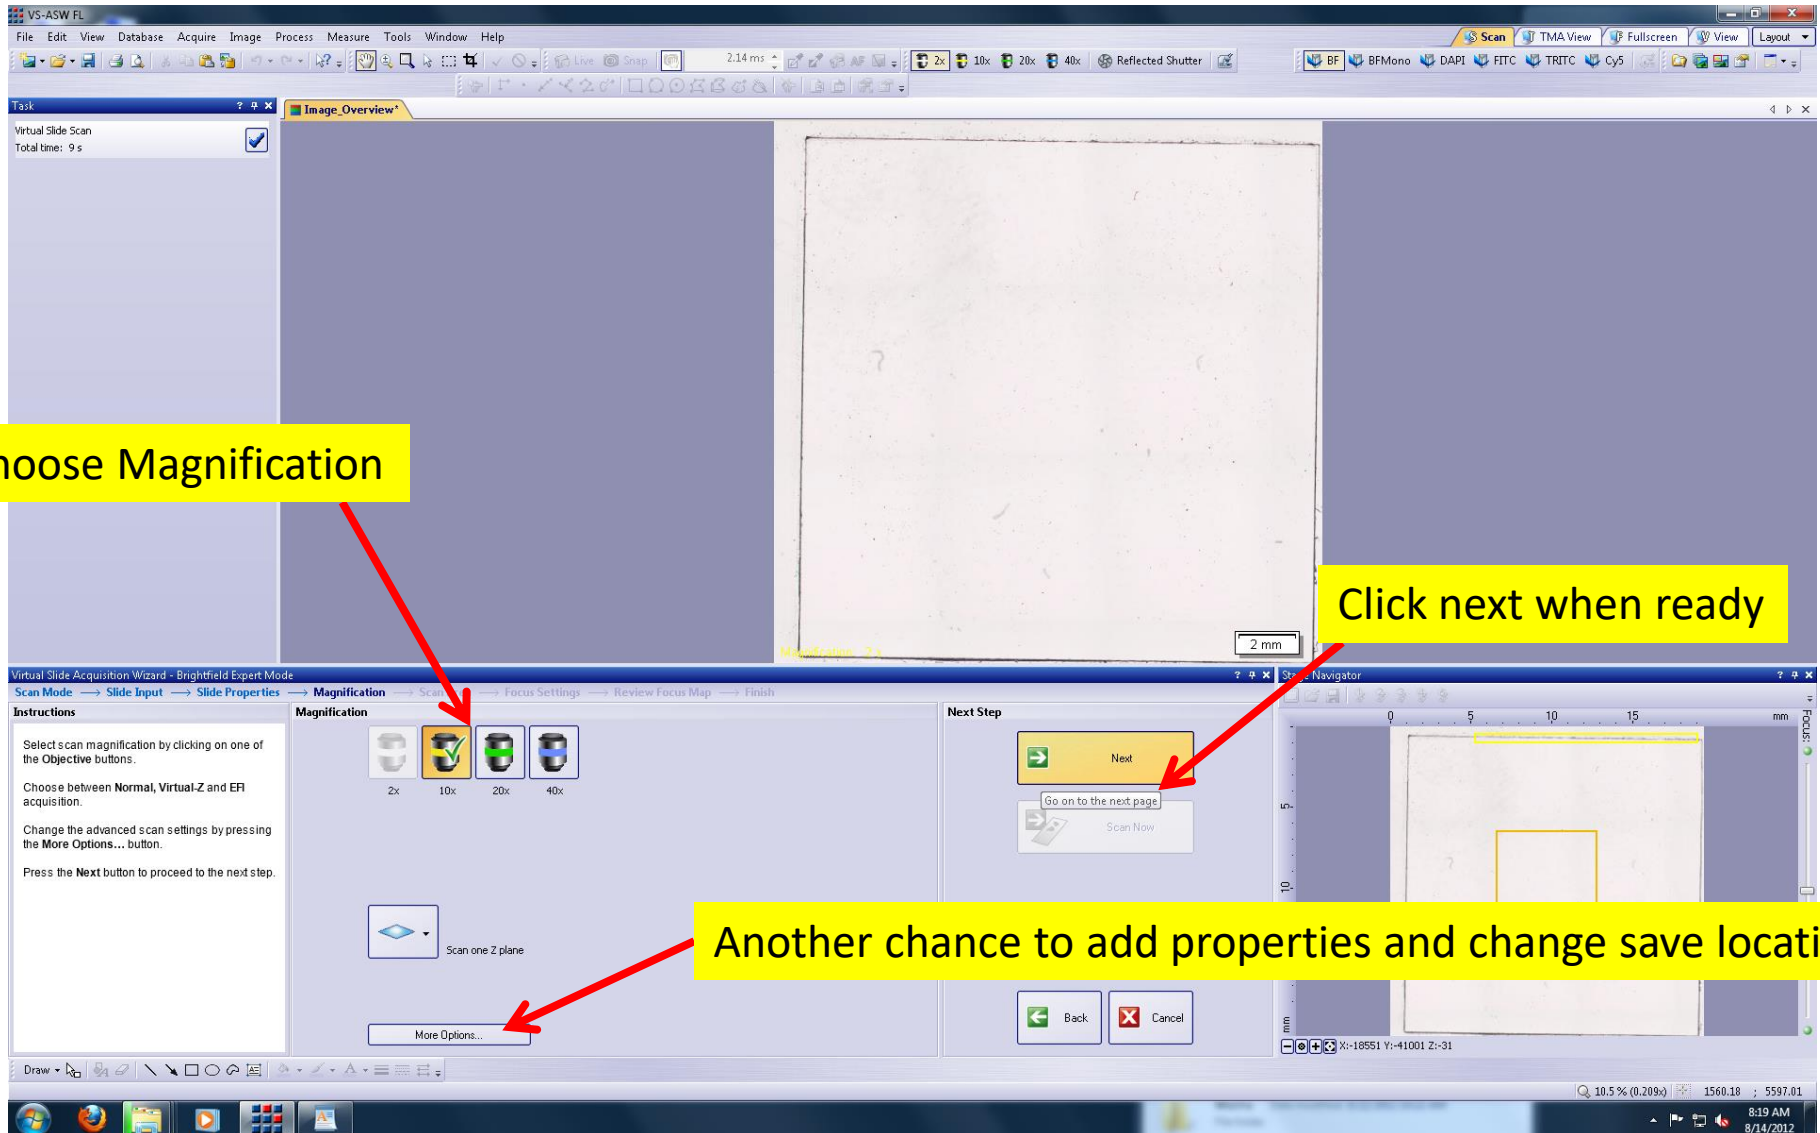 VS-ASW FL
File Edit View Database Acquire Image Process Measure Tools Window Help
Scan TMA View Fullscreen View Layout
Live Snap 2.14 ms AF 2x 10x 20x 40x Reflected Shutter BF BFMono DAPI FITC TRITC Cy5
Task
Image_Overview*
Virtual Slide Scan
Total time: 9 s
hoose Magnification
Click next when ready
2 mm
Virtual Slide Acquisition Wizard - Brightfield Expert Mode
Scan Mode → Slide Input → Slide Properties → Magnification → Scan → Focus Settings → Review Focus Map → Finish
Instructions
Select scan magnification by clicking on one of
the Objective buttons.
Choose between Normal, Virtual-Z and EFI
acquisition.
Change the advanced scan settings by pressing
the More Options... button.
Press the Next button to proceed to the next step.
Magnification
2x 10x 20x 40x
Scan one Z plane
More Options...
Next Step
Next
Go on to the next page
Scan Now
Another chance to add properties and change save locati
Back Cancel
Navigator
0 5 10 15 mm
Focus:
5
10
mm
X:-18551 Y:-41001 Z:-31
Draw
10.5 % (0.209x) 1560.18 ; 5597.01
8:19 AM
8/14/2012